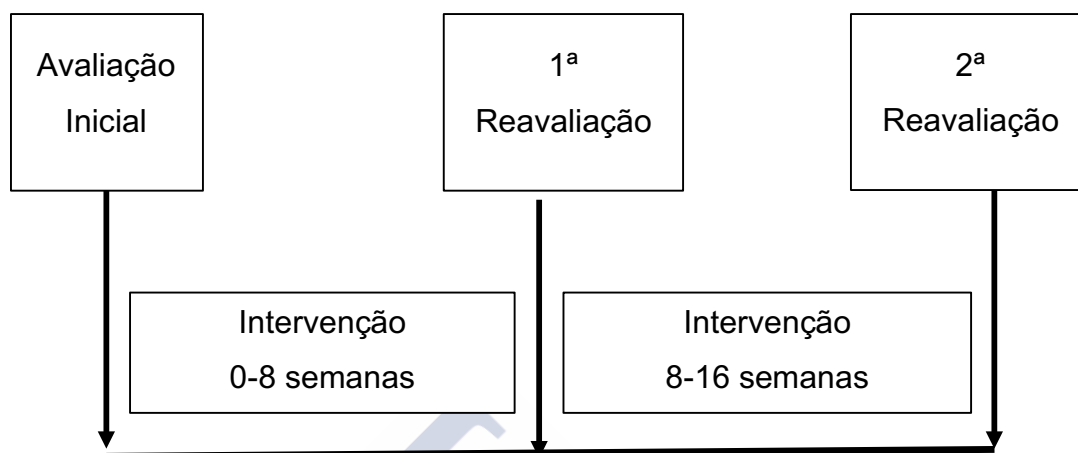 Avaliação
Inicial
1ª
Reavaliação
2ª
Reavaliação
Intervenção
0-8 semanas
Intervenção
8-16 semanas